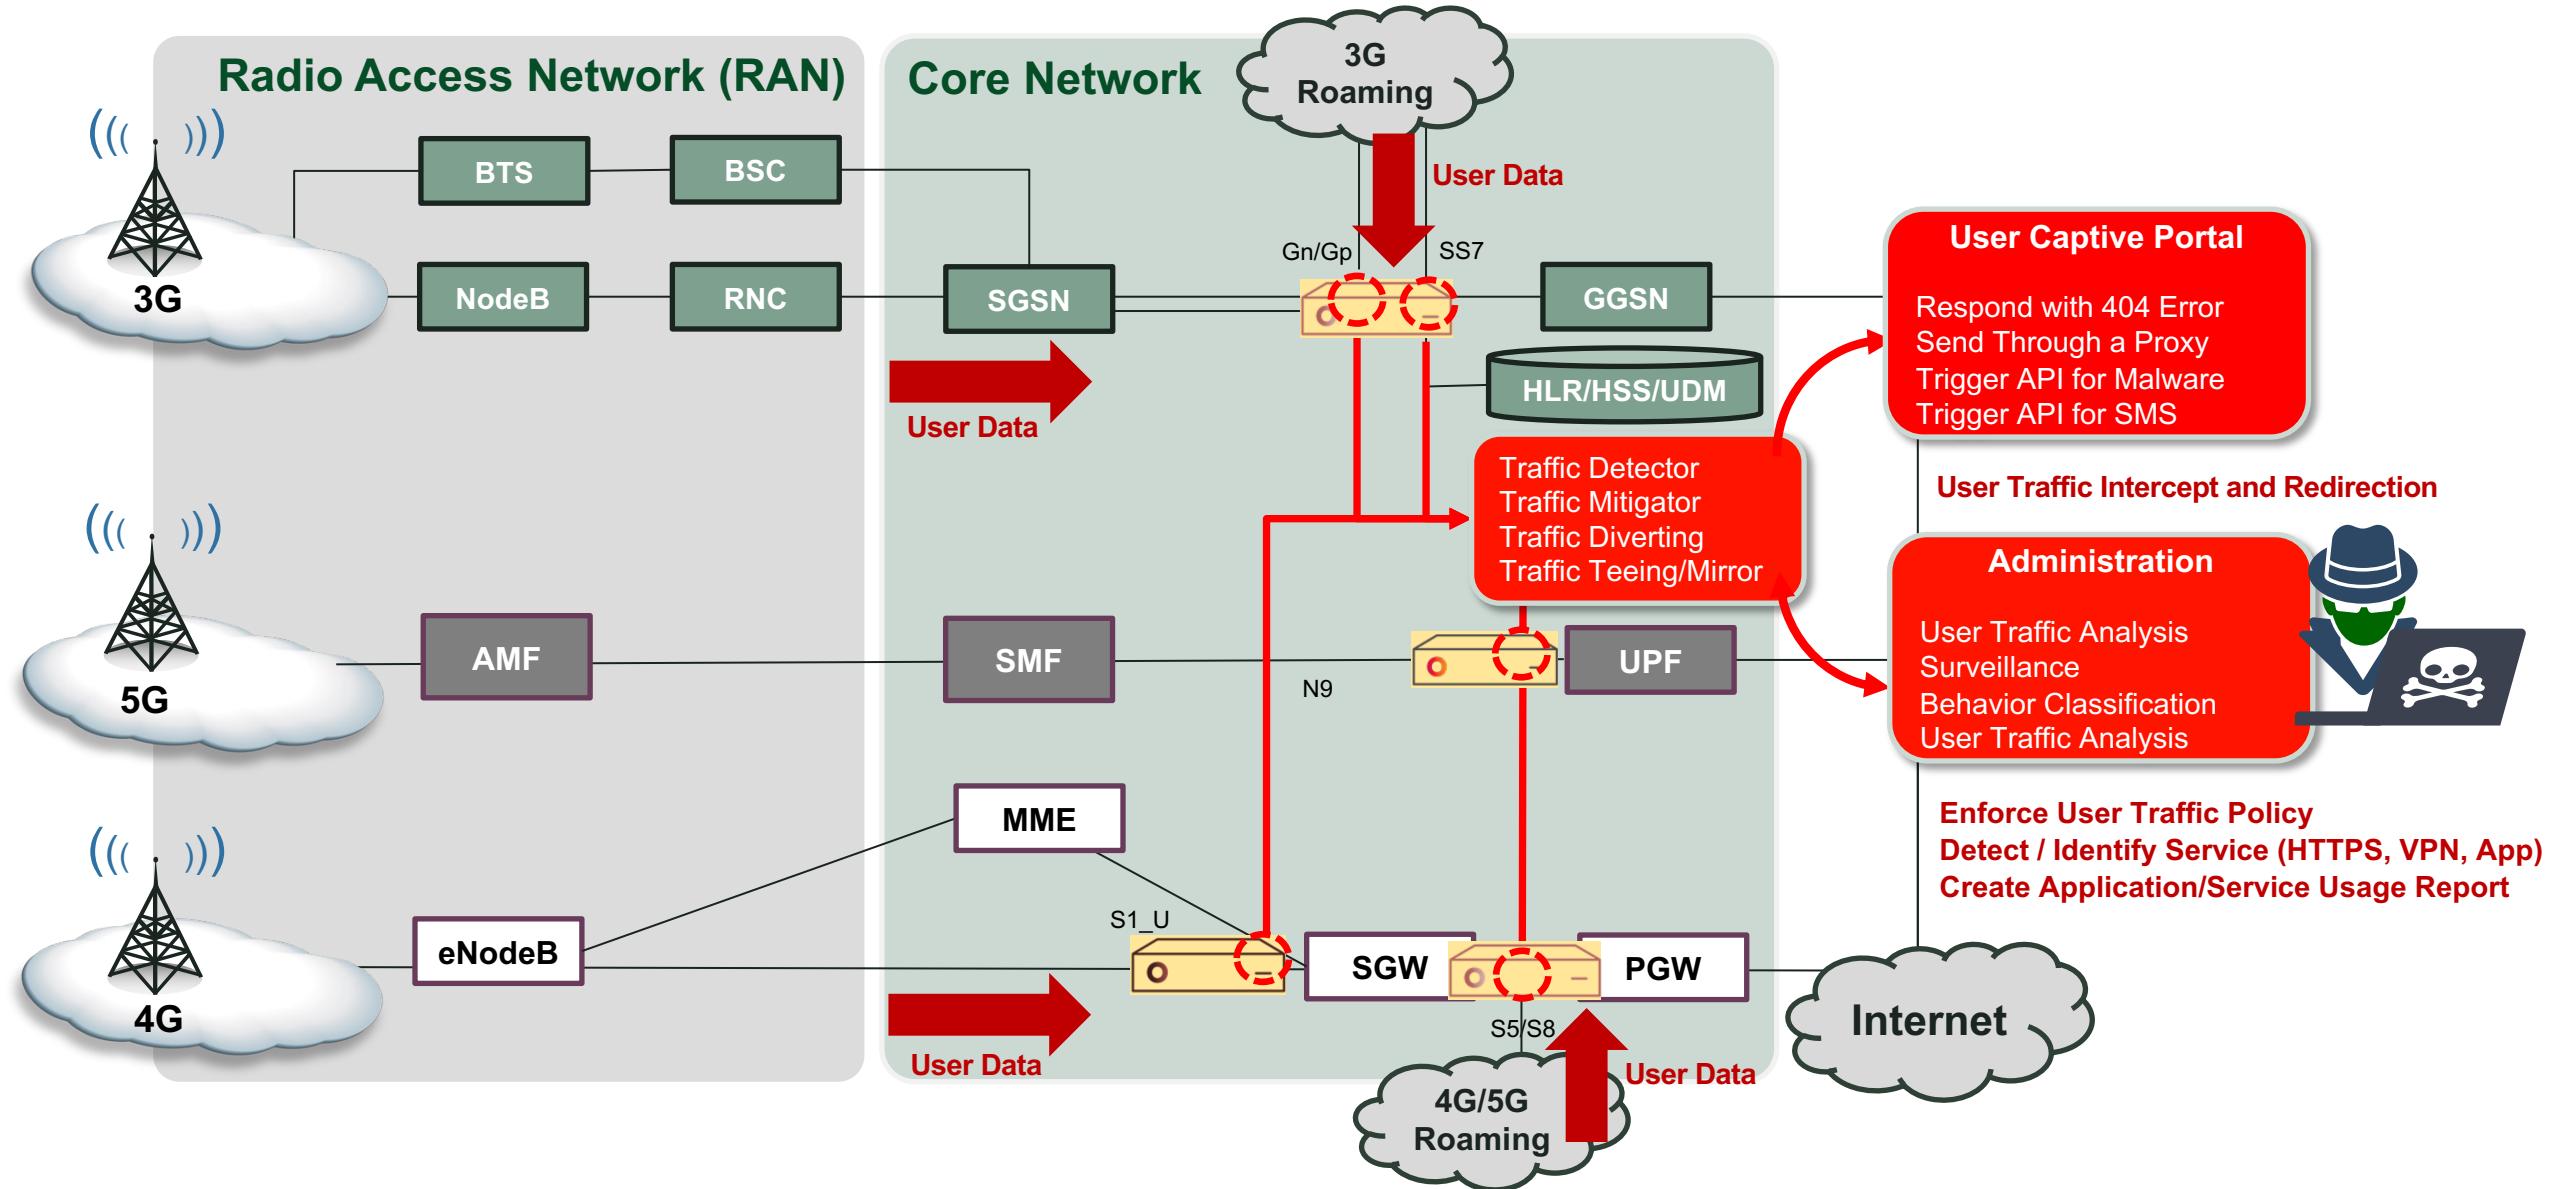 Radio Access Network (RAN)
Core Network
3G
Roaming
User Data
BTS
BSC
3G
NodeB
RNC
SGSN
Gn/Gp
SS7
GGSN
HLR/HSS/UDM
User Data
User Captive Portal
Respond with 404 Error
Send Through a Proxy
Trigger API for Malware
Trigger API for SMS
Traffic Detector
Traffic Mitigator
Traffic Diverting
Traffic Teeing/Mirror
User Traffic Intercept and Redirection
Administration
User Traffic Analysis
Surveillance
Behavior Classification
User Traffic Analysis
5G
AMF
SMF
N9
UPF
MME
Enforce User Traffic Policy
Detect / Identify Service (HTTPS, VPN, App)
Create Application/Service Usage Report
4G
eNodeB
S1_U
SGW
PGW
S5/S8
Internet
User Data
User Data
4G/5G
Roaming